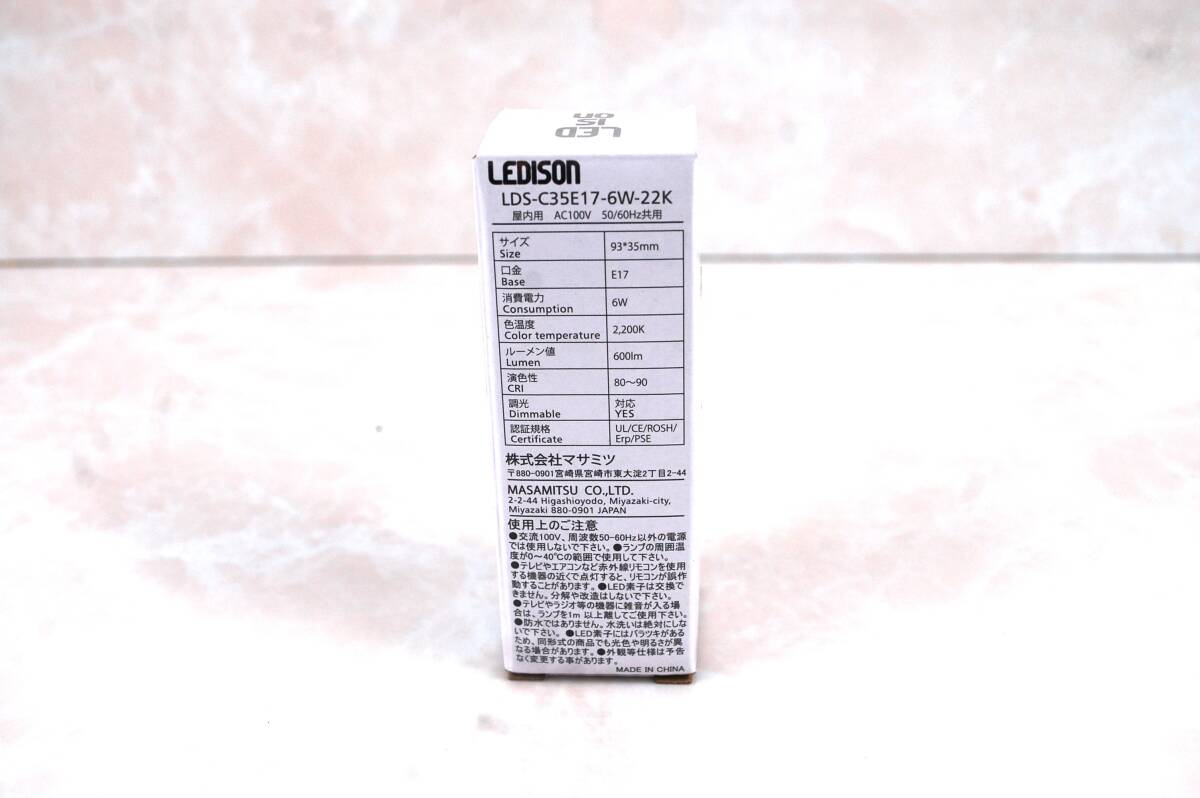 LED
IS
on
LEDISON
LDS-C35E17-6W-22K
屋内用 AC100V 50/60Hz共用
サイズ
Size
93*35mm
口金
Base
E17
消費電力
Consumption
6W
色温度
Color temperature
2,200K
ルーメン値
Lumen
600lm
演色性
CRI
80～90
調光
Dimmable
対応
YES
認証規格
Certificate
UL/CE/ROSH/
Erp/PSE
株式会社マサミツ
〒880-0901宮崎県宮崎市東大淀2丁目2-44
MASAMITSU CO.,LTD.
2-2-44 Higashioyodo, Miyazaki-city,
Miyazaki 880-0901 JAPAN
使用上のご注意
●交流100V、周波数50-60Hz以外の電源
では使用しないで下さい。●ランプの周囲温
度が0～40℃の範囲で使用して下さい。
●テレビやエアコンなど赤外線リモコンを使用
する機器の近くで点灯すると、リモコンが誤作
動することがあります。●LED素子は交換で
きません。分解や改造はしないで下さい。
●テレビやラジオ等の機器に雑音が入る場
合は、ランプを1m以上離してご使用下さい。
●防水ではありません。水洗いは絶対にしな
いで下さい。●LED素子にはバラツキがある
ため、同形式の商品でも光色や明るさが異
なる場合があります。●外観等仕様は予告
なく変更する事があります。
MADE IN CHINA